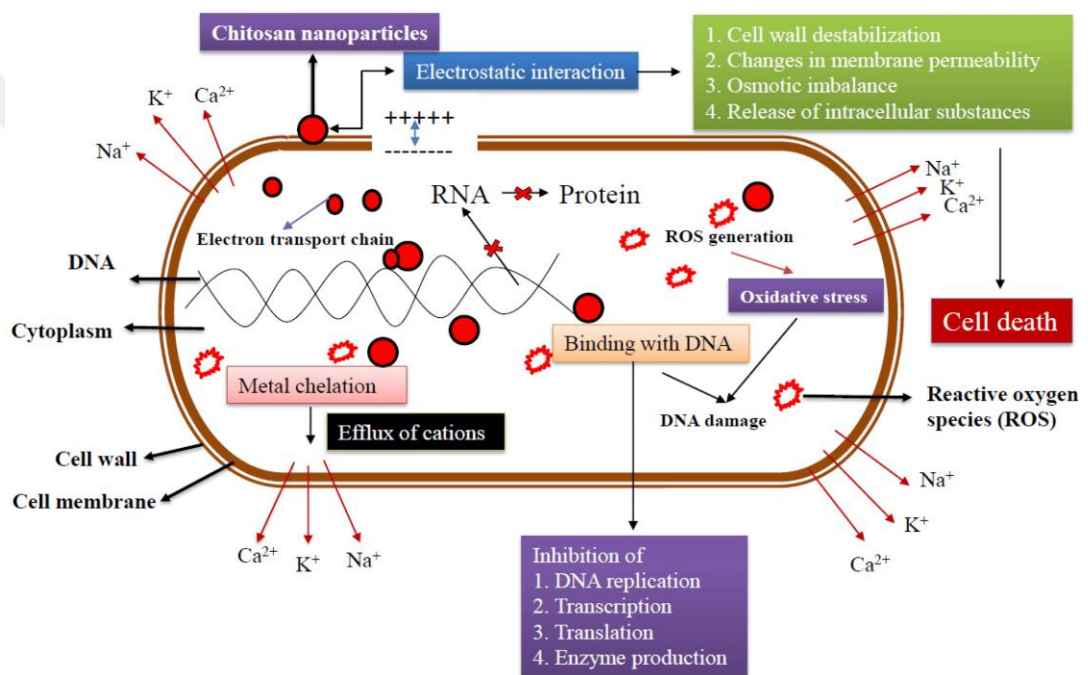 Chitosan nanoparticles
Electrostatic interaction
1. Cell wall destabilization
2. Changes in membrane permeability
3. Osmotic imbalance
4. Release of intracellular substances
K⁺
Ca²⁺
Na⁺
+++++
------
RNA
Protein
Na⁺
K⁺
Ca²⁺
Electron transport chain
ROS generation
DNA
Oxidative stress
Cytoplasm
Cell death
Binding with DNA
Metal chelation
DNA damage
Reactive oxygen
species (ROS)
Efflux of cations
Cell wall
Cell membrane
Na⁺
K⁺
Ca²⁺
Ca²⁺
K⁺
Na⁺
Inhibition of
1. DNA replication
2. Transcription
3. Translation
4. Enzyme production